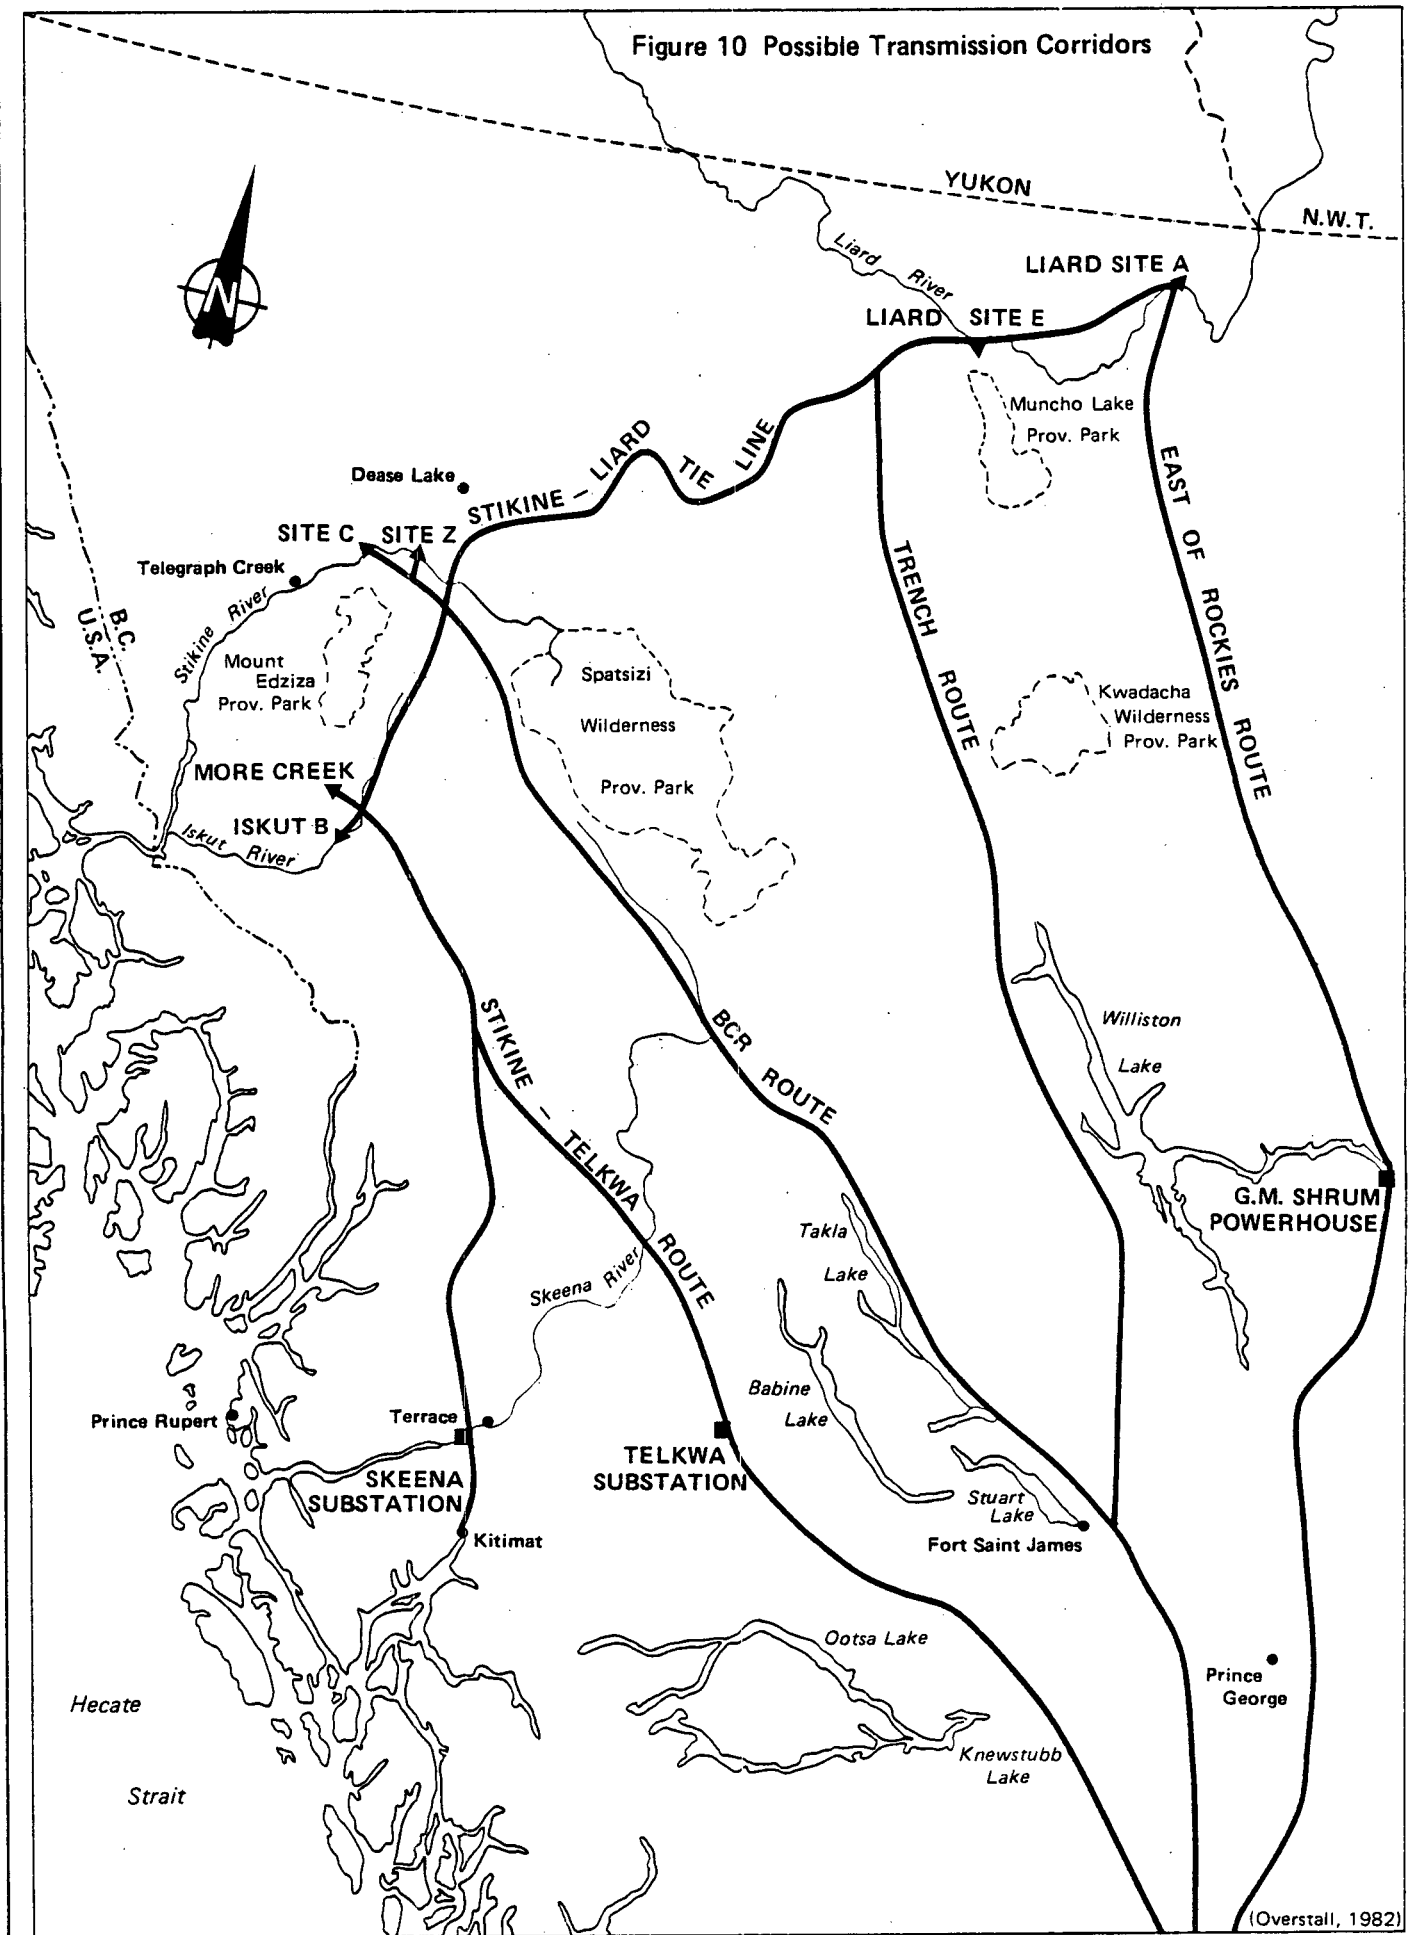 Figure 10 Possible Transmission Corridors
YUKON
N.W.T.
Liard River
LIARD SITE A
LIARD SITE E
N
Muncho Lake
Prov. Park
STIKINE – LIARD TIE LINE
Dease Lake
SITE C
SITE Z
Telegraph Creek
EAST OF ROCKIES ROUTE
TRENCH ROUTE
B.C.
U.S.A.
Stikine River
Mount
Edziza
Prov. Park
Spatsizi
Wilderness
Prov. Park
Kwadacha
Wilderness
Prov. Park
MORE CREEK
ISKUT B
Iskut River
STIKINE – TELKWA ROUTE
BCR ROUTE
Williston
Lake
G.M. SHRUM
POWERHOUSE
Takla
Lake
Skeena River
Babine
Lake
Prince Rupert
Terrace
SKEENA
SUBSTATION
TELKWA
SUBSTATION
Stuart
Lake
Fort Saint James
Kitimat
Ootsa Lake
Prince
George
Hecate
Strait
Knewstubb
Lake
(Overstall, 1982)